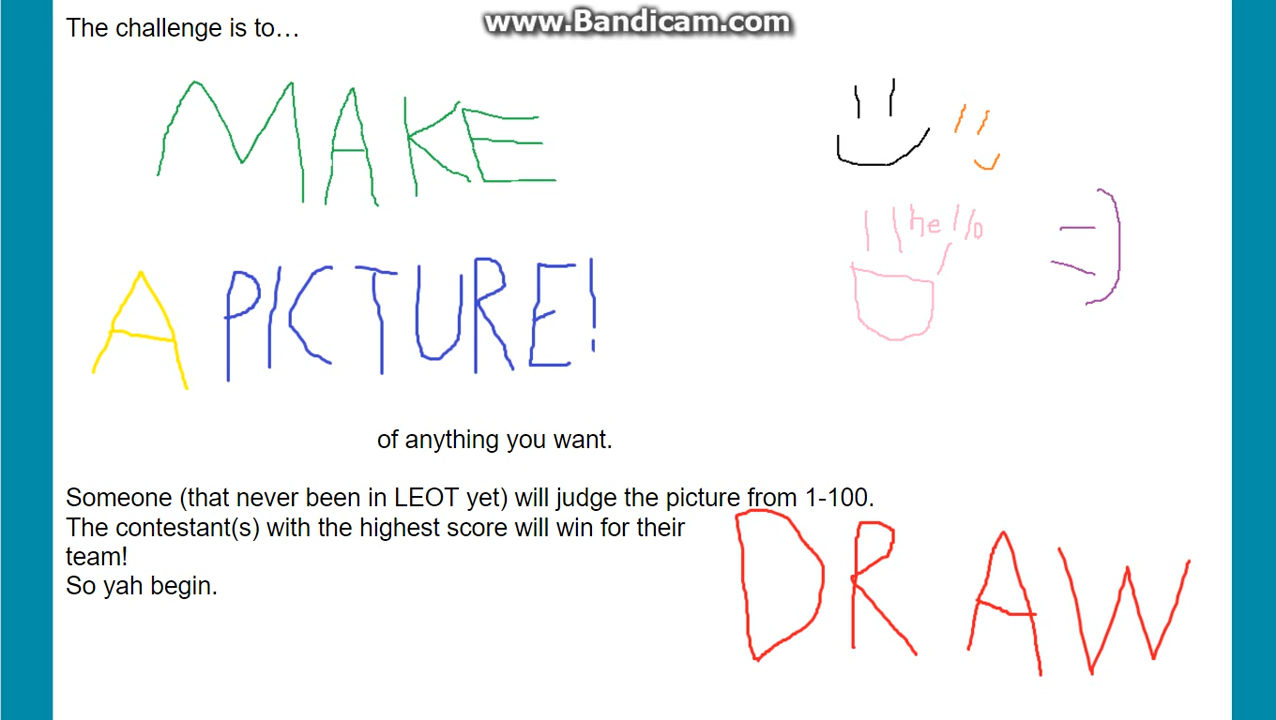 www.Bandicam.com
The challenge is to…
MAKE
A PICTURE!
hello
of anything you want.
Someone (that never been in LEOT yet) will judge the picture from 1-100.
The contestant(s) with the highest score will win for their
team!
So yah begin.
DRAW